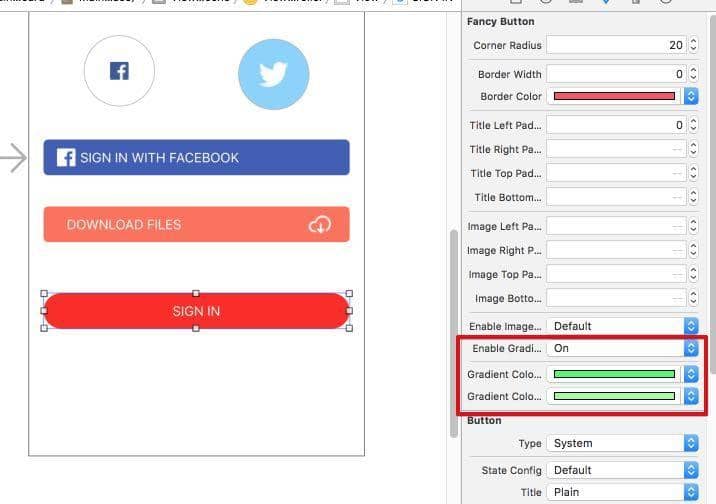 SIGN IN WITH FACEBOOK
DOWNLOAD FILES
SIGN IN
Fancy Button
Corner Radius 20
Border Width 0
Border Color
Title Left Pad... 0
Title Right Pa... --
Title Top Pad... --
Title Bottom... --
Image Left Pa... --
Image Right P... --
Image Top Pa... --
Image Botto... --
Enable Image... Default
Enable Gradi... On
Gradient Colo...
Gradient Colo...
Button
Type System
State Config Default
Title Plain